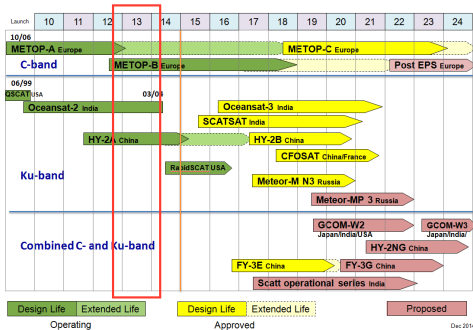 Launch 10 11 12 13 14 15 16 17 18 19 20 21 22 23 24
10/06
METOP-A Europe METOP-C Europe
C-band METOP-B Europe Post EPS Europe
06/99
QSCAT USA 03/04
Oceansat-2 India Oceansat-3 India
SCATSAT India
HY-2A China HY-2B China
CFOSAT China/France
RapidSCAT USA
Ku-band Meteor-M N3 Russia
Meteor-MP 3 Russia
GCOM-W2 GCOM-W3
Japan/India/USA Japan/India/
Combined C- and Ku-band HY-2NG China
FY-3E China FY-3G China
Scatt operational series India
Design Life Extended Life Design Life Extended Life Proposed
Operating Approved